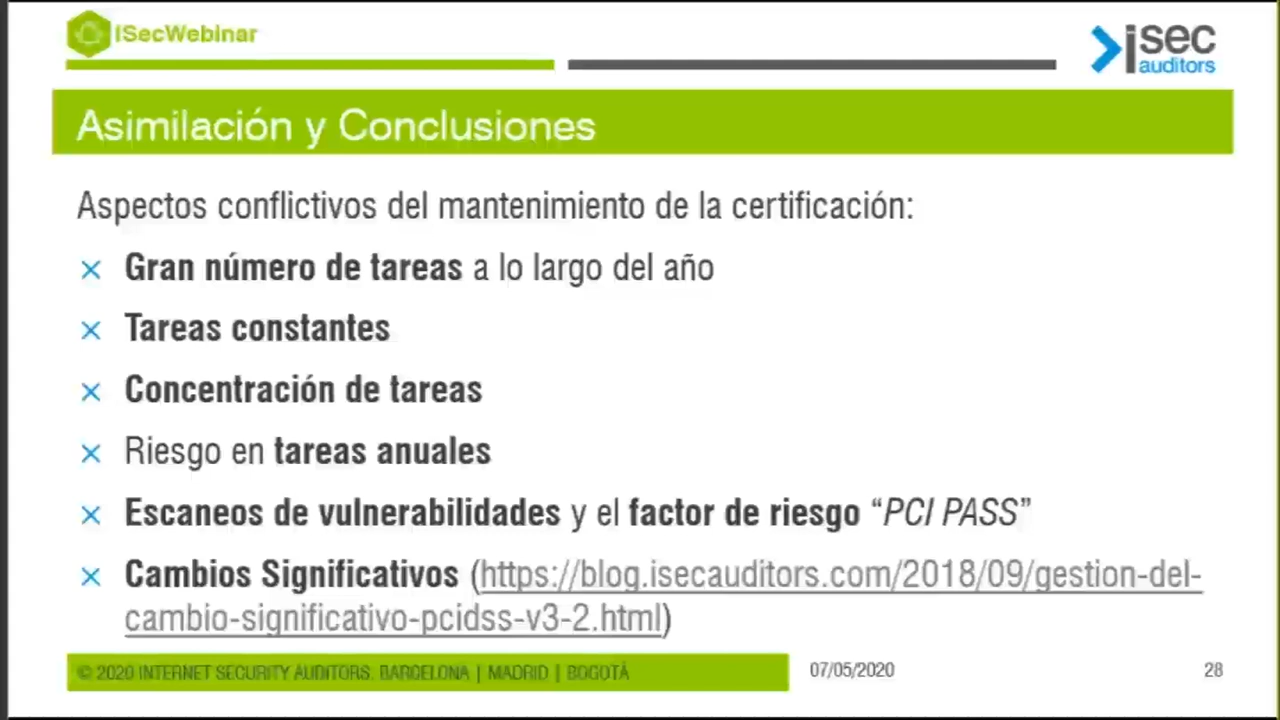 ISecWebinar
isec
auditors
Asimilación y Conclusiones
Aspectos conflictivos del mantenimiento de la certificación:
× Gran número de tareas a lo largo del año
× Tareas constantes
× Concentración de tareas
× Riesgo en tareas anuales
× Escaneos de vulnerabilidades y el factor de riesgo “PCI PASS”
× Cambios Significativos (https://blog.isecauditors.com/2018/09/gestion-del-
cambio-significativo-pcidss-v3-2.html)
© 2020 INTERNET SECURITY AUDITORS. BARCELONA | MADRID | BOGOTÁ
07/05/2020
28